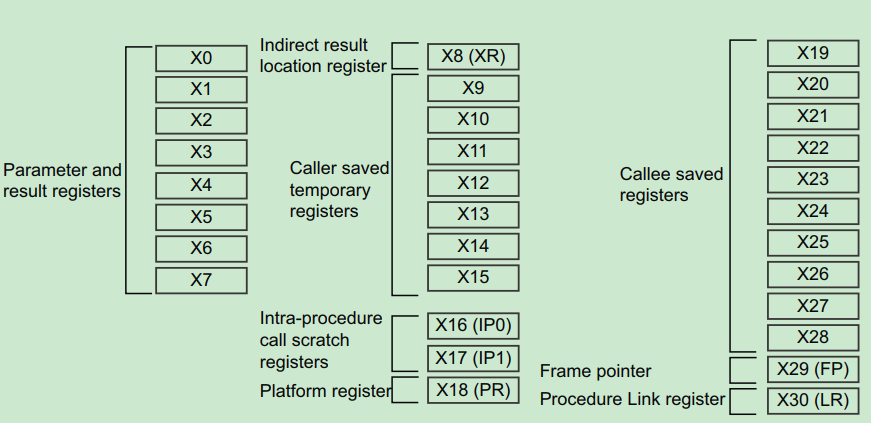 Parameter and
result registers
X0
X1
X2
X3
X4
X5
X6
X7
Indirect result
location register
X8 (XR)
Caller saved
temporary
registers
X9
X10
X11
X12
X13
X14
X15
Intra-procedure
call scratch
registers
X16 (IP0)
X17 (IP1)
Platform register
X18 (PR)
Callee saved
registers
X19
X20
X21
X22
X23
X24
X25
X26
X27
X28
Frame pointer
X29 (FP)
Procedure Link register
X30 (LR)